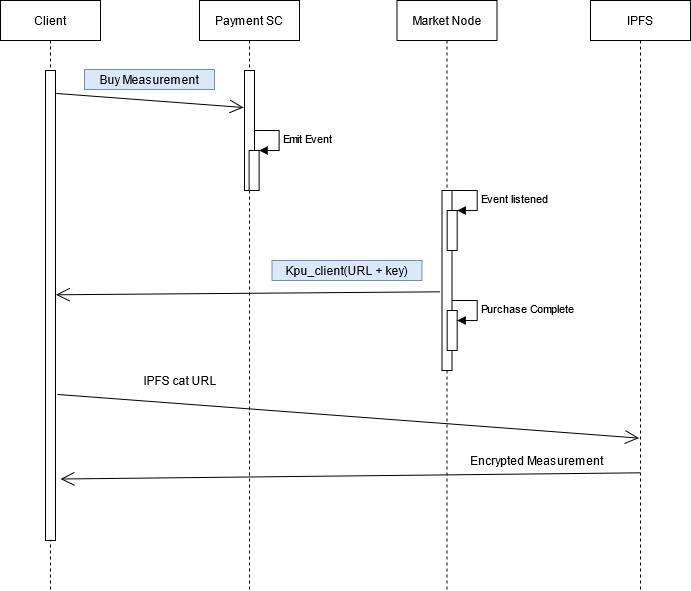 Client
Payment SC
Market Node
IPFS
Buy Measurement
Emit Event
Event listened
Kpu_client(URL + key)
Purchase Complete
IPFS cat URL
Encrypted Measurement